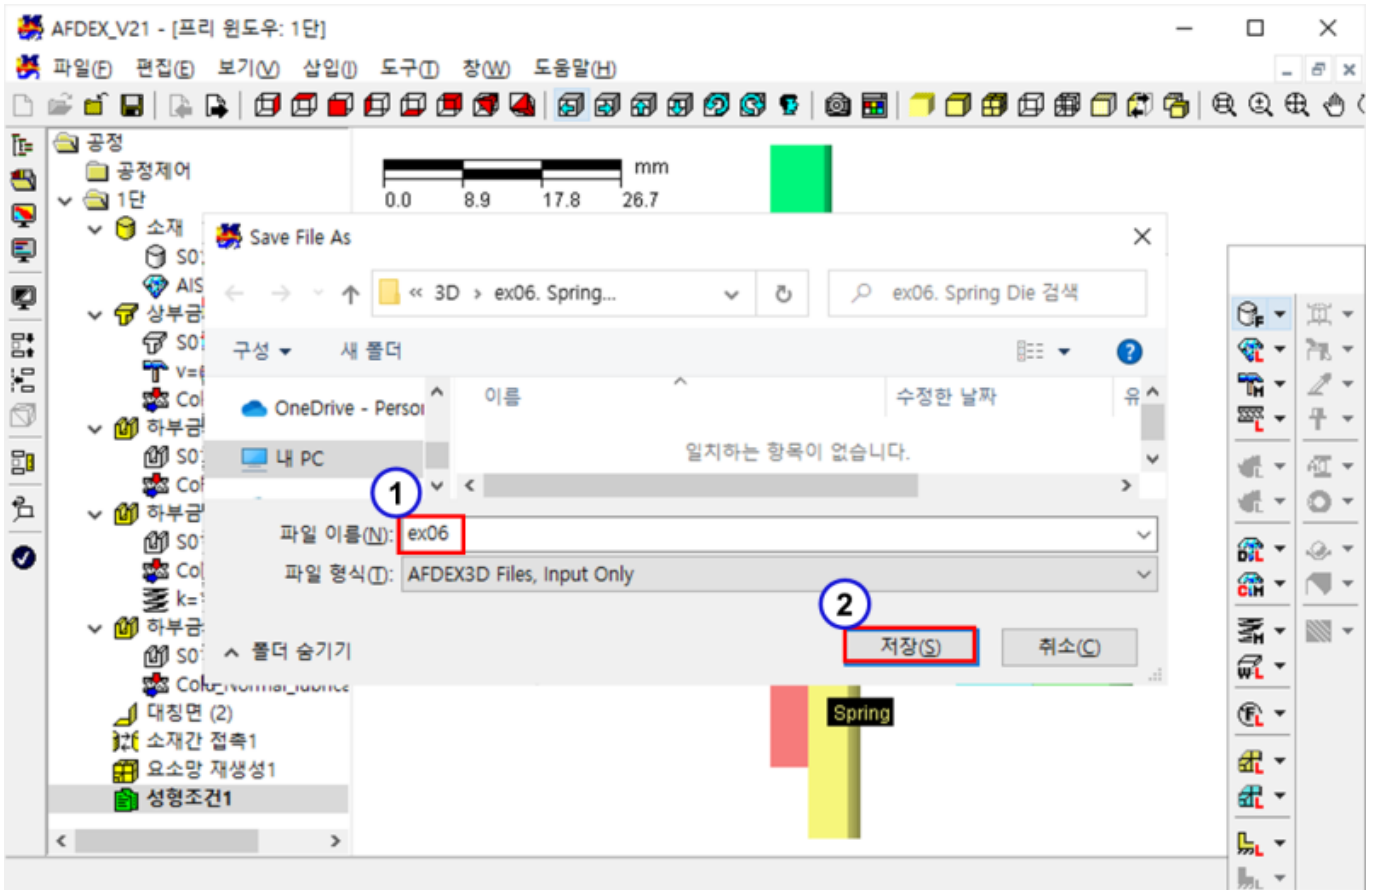 AFDEX_V21 - [프리 윈도우: 1단]
파일(F) 편집(E) 보기(V) 삽입(I) 도구(T) 창(W) 도움말(H)
공정
공정제어
1단
소재
AIS
상부금
v=
Col
하부금
Col
하부금
Col
k=
하부금
Cold_Normal_lubrica
대칭면 (2)
소재간 접촉1
요소망 재생성1
성형조건1
mm
0.0 8.9 17.8 26.7
Save File As
« 3D › ex06. Spring...
ex06. Spring Die 검색
구성 새 폴더
OneDrive - Person
내 PC
이름 수정한 날짜 유
일치하는 항목이 없습니다.
1
파일 이름(N): ex06
파일 형식(T): AFDEX3D Files, Input Only
2
폴더 숨기기
저장(S) 취소(C)
Spring